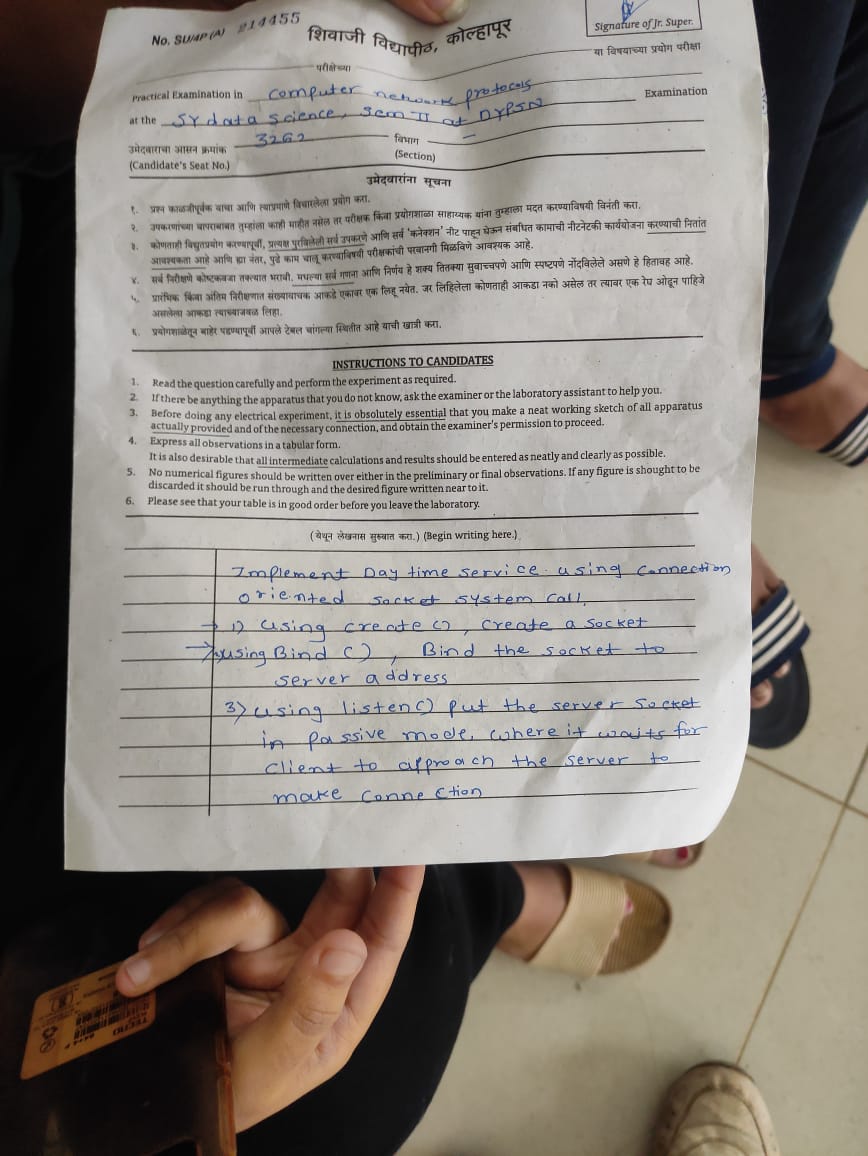 No. SU/4P (A) 214455
शिवाजी विद्यापीठ, कोल्हापूर
Signature of Jr. Super.
परीक्षेच्या
या विषयाच्या प्रयोग परीक्षा
Practical Examination in Computer network protocols Examination
at the SY data science, sem II at DYPSN
उमेदवाराचा आसन क्रमांक 3262 विभाग –
(Candidate's Seat No.) (Section)
उमेदवारांना सूचना
१. प्रश्न काळजीपूर्वक वाचा आणि त्याप्रमाणे विचारलेला प्रयोग करा.
२. उपकरणांच्या वापराबाबत तुम्हांला काही माहीत नसेल तर परीक्षक किंवा प्रयोगशाळा साहाय्यक यांना तुम्हाला मदत करण्याविषयी विनंती करा.
३. कोणताही विद्युतप्रयोग करण्यापूर्वी, प्रत्यक्ष पुरविलेली सर्व उपकरणे आणि सर्व 'कनेक्शन' नीट पाहून घेऊन संबंधित कामाची नीटनेटकी कार्ययोजना करण्याची नितांत
आवश्यकता आहे आणि ह्या नंतर, पुढे काम चालू करण्याविषयी परीक्षकांची परवानगी मिळविणे आवश्यक आहे.
४. सर्व निरीक्षणे कोष्टकवजा तक्त्यात भरावी. मधल्या सर्व गणना आणि निर्णय हे शक्य तितक्या सुवाच्यपणे आणि स्पष्टपणे नोंदविलेले असणे हे हितावह आहे.
५. प्रारंभिक किंवा अंतिम निरीक्षणात संख्यावाचक आकडे एकावर एक लिहू नयेत. जर लिहिलेला कोणताही आकडा नको असेल तर त्यावर एक रेघ ओढून पाहिजे
असलेला आकडा त्याच्याजवळ लिहा.
६. प्रयोगशाळेतून बाहेर पडण्यापूर्वी आपले टेबल चांगल्या स्थितीत आहे याची खात्री करा.
INSTRUCTIONS TO CANDIDATES
1. Read the question carefully and perform the experiment as required.
2. If there be anything the apparatus that you do not know, ask the examiner or the laboratory assistant to help you.
3. Before doing any electrical experiment, it is absolutely essential that you make a neat working sketch of all apparatus
actually provided and of the necessary connection, and obtain the examiner's permission to proceed.
4. Express all observations in a tabular form.
It is also desirable that all intermediate calculations and results should be entered as neatly and clearly as possible.
5. No numerical figures should be written over either in the preliminary or final observations. If any figure is shought to be
discarded it should be run through and the desired figure written near to it.
6. Please see that your table is in good order before you leave the laboratory.
(येथून लेखनास सुरुवात करा.) (Begin writing here.)
Implement Day time service using Connection
oriented socket system call.
→ 1) using create(), create a socket
→ using Bind (), Bind the socket to
server address
3) using listen() put the server socket
in passive mode, where it waits for
client to approach the server to
make connection
TECNO